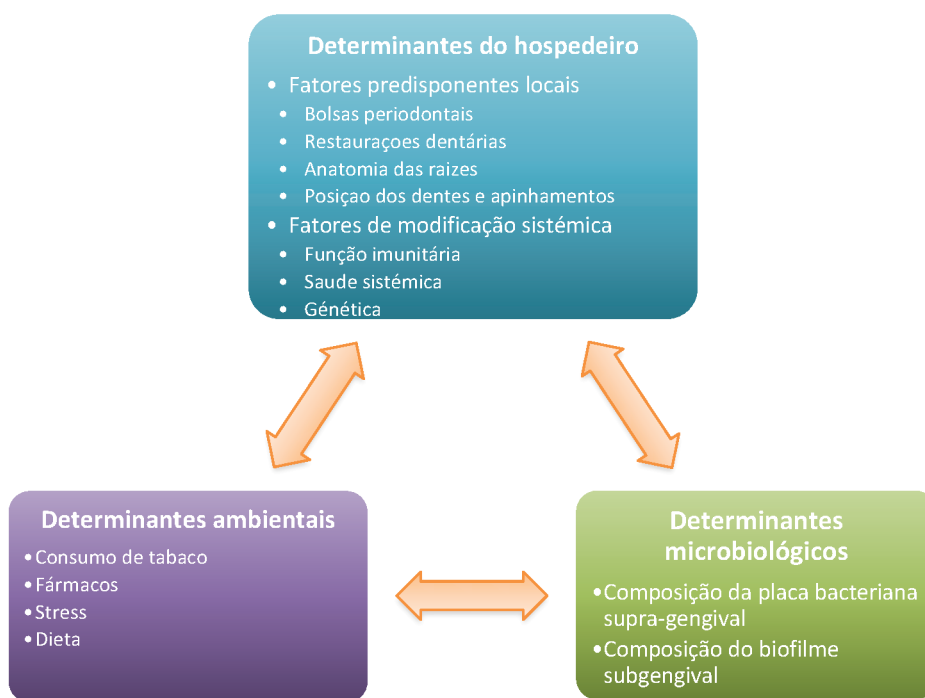 Determinantes do hospedeiro
• Fatores predisponentes locais
• Bolsas periodontais
• Restauraçoes dentárias
• Anatomia das raizes
• Posiçao dos dentes e apinhamentos
• Fatores de modificação sistémica
• Função imunitária
• Saude sistémica
• Génética
Determinantes ambientais
•Consumo de tabaco
•Fármacos
•Stress
•Dieta
Determinantes
microbiológicos
•Composição da placa bacteriana
supra-gengival
•Composição do biofilme
subgengival